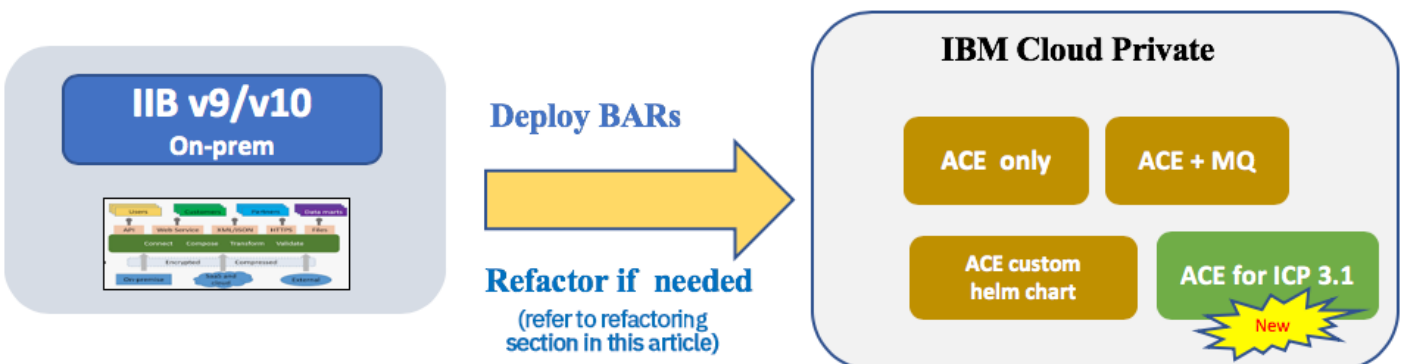 IIB v9/v10
On-prem
Users
Customers
Partners
Data marts
API
Web Service
XML/JSON
HTTPS
Files
Connect Compose Transform Validate
Encrypted
Compressed
On-premise
SaaS and
cloud
External
Deploy BARs
Refactor if needed
(refer to refactoring
section in this article)
IBM Cloud Private
ACE only
ACE + MQ
ACE custom
helm chart
ACE for ICP 3.1
New